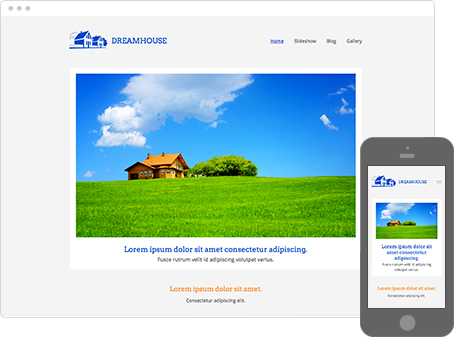 DREAMHOUSE
Home Slideshow Blog Gallery
Lorem ipsum dolor sit amet consectetur adipiscing.
Fusce rutrum velit id adipiscing volutpat varius.
Lorem ipsum dolor sit amet.
Consectetur adipiscing elit.
DREAMHOUSE
Lorem ipsum dolor sit amet consectetur adipiscing.
Fusce rutrum velit id adipiscing volutpat varius.
Lorem ipsum dolor sit amet.
Consectetur adipiscing elit.